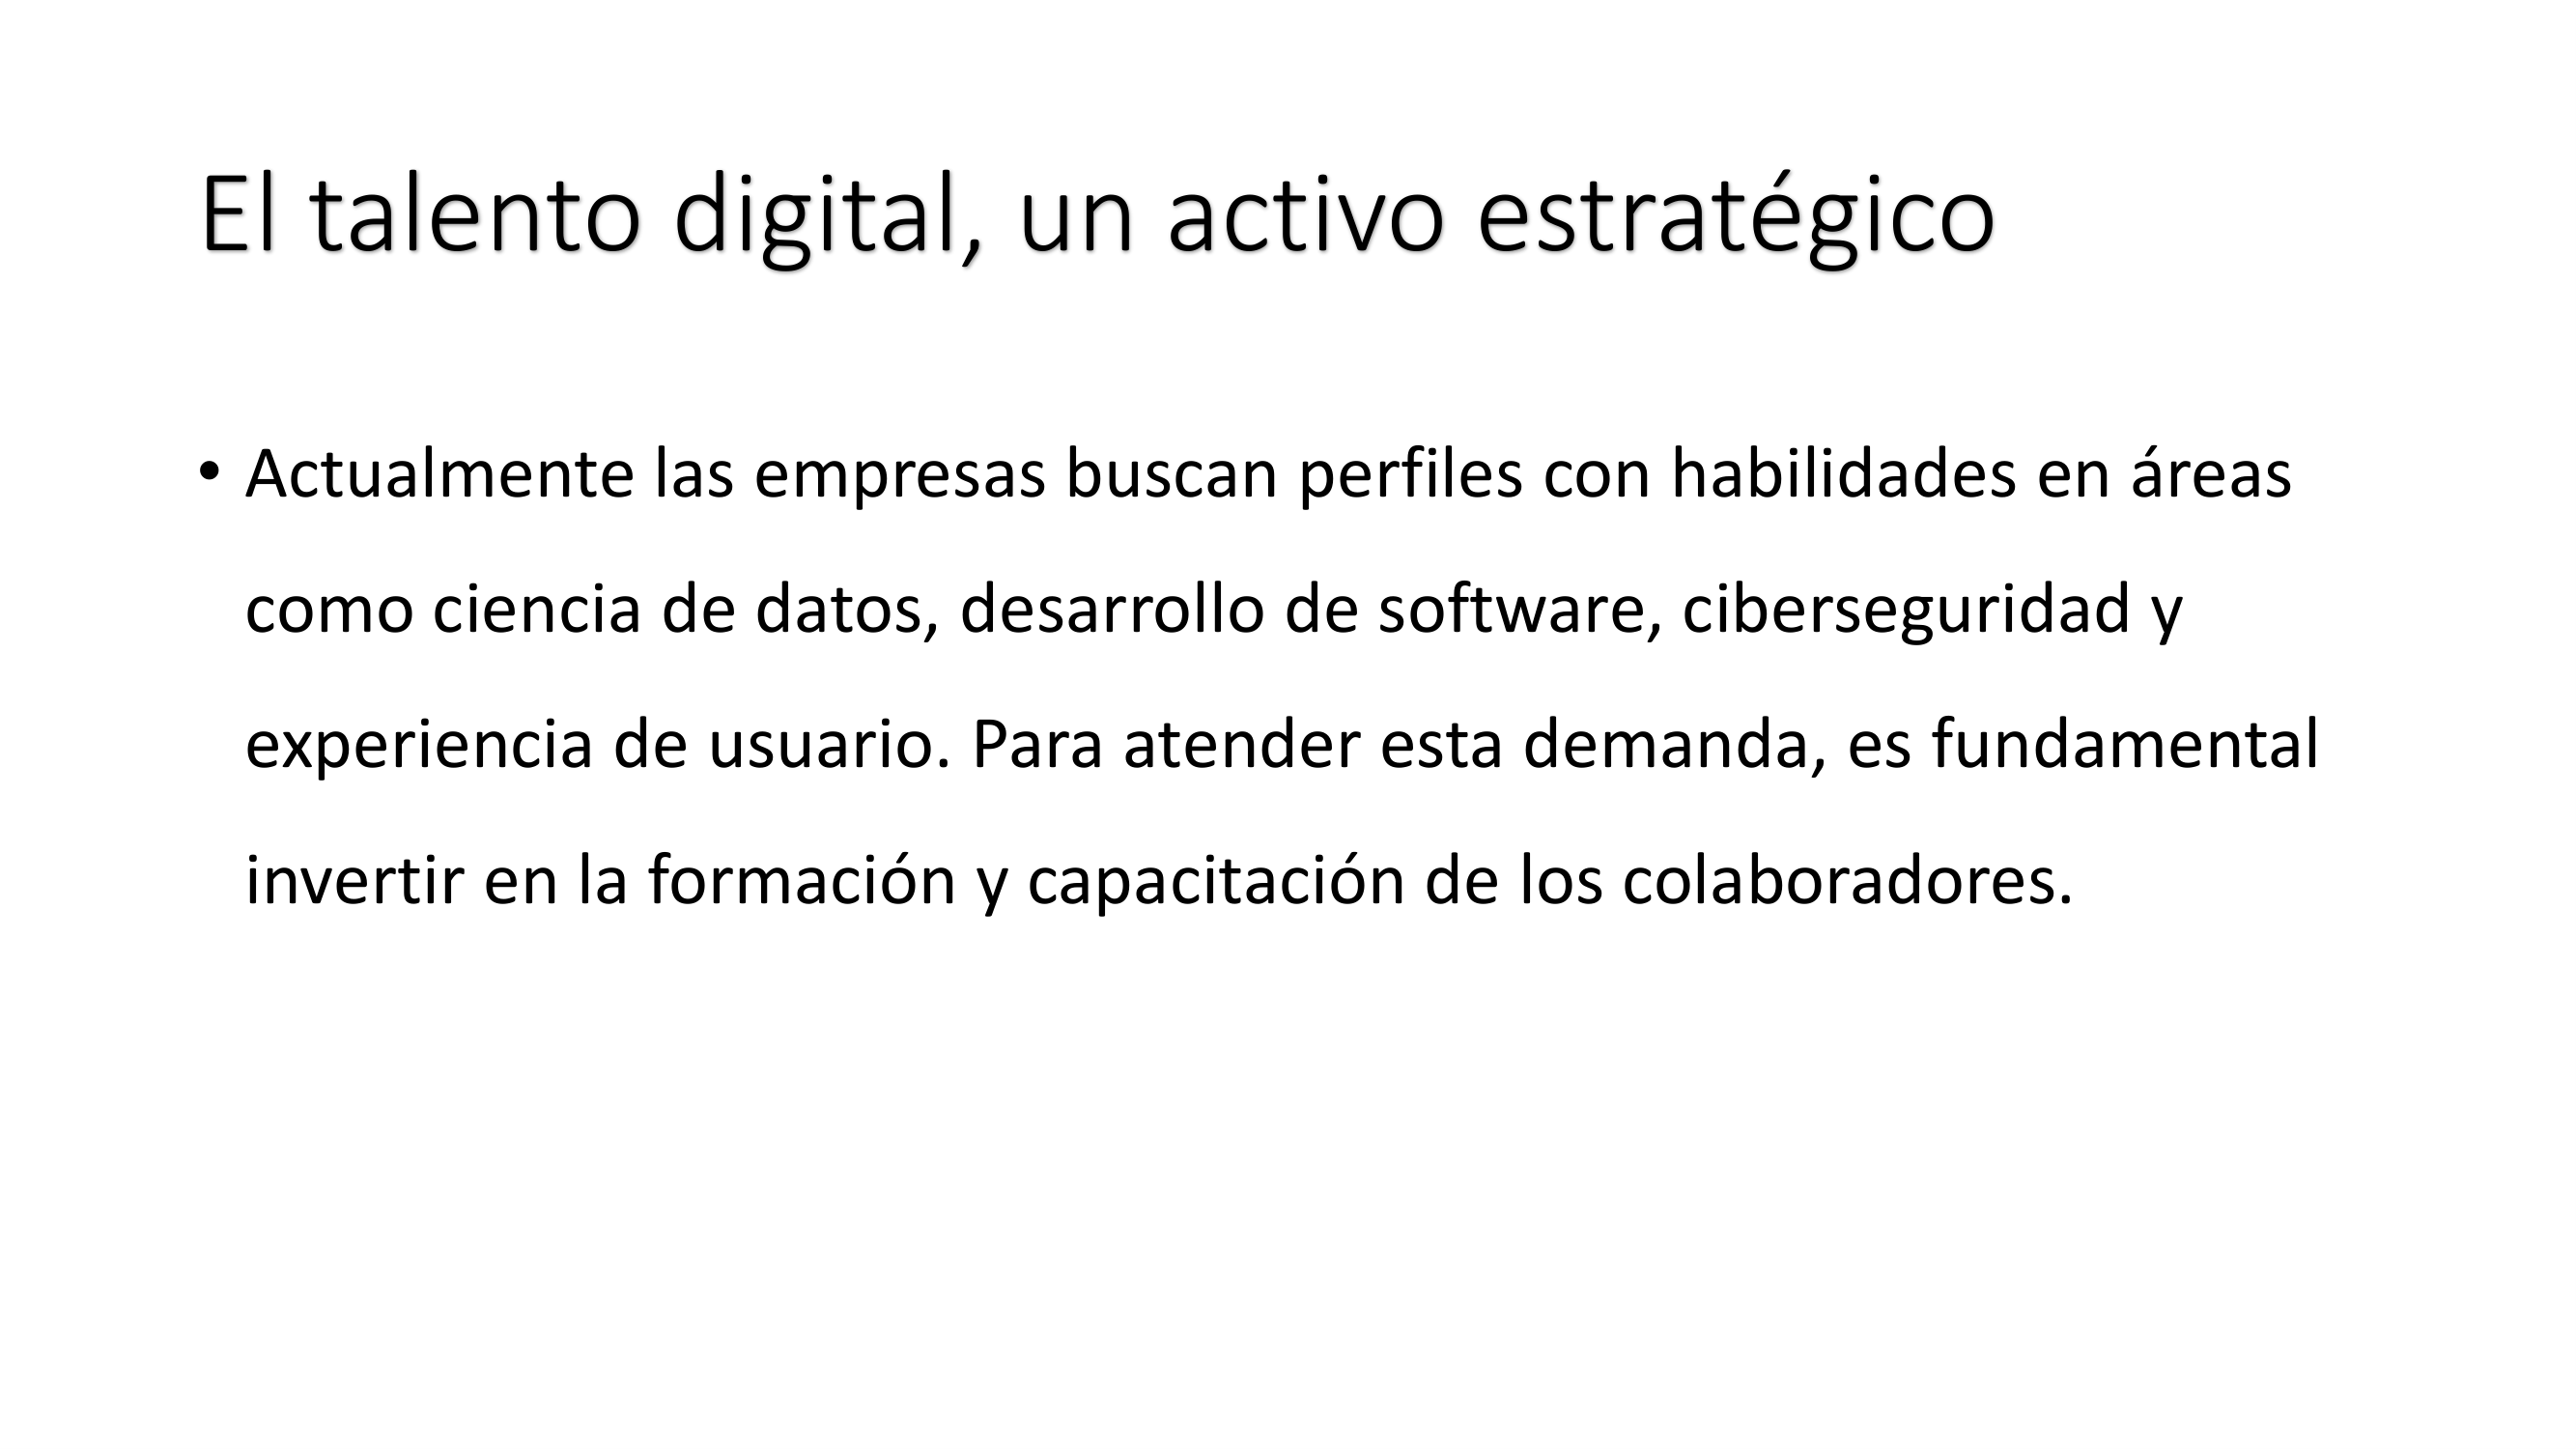 El talento digital, un activo estratégico
• Actualmente las empresas buscan perfiles con habilidades en áreas
como ciencia de datos, desarrollo de software, ciberseguridad y
experiencia de usuario. Para atender esta demanda, es fundamental
invertir en la formación y capacitación de los colaboradores.